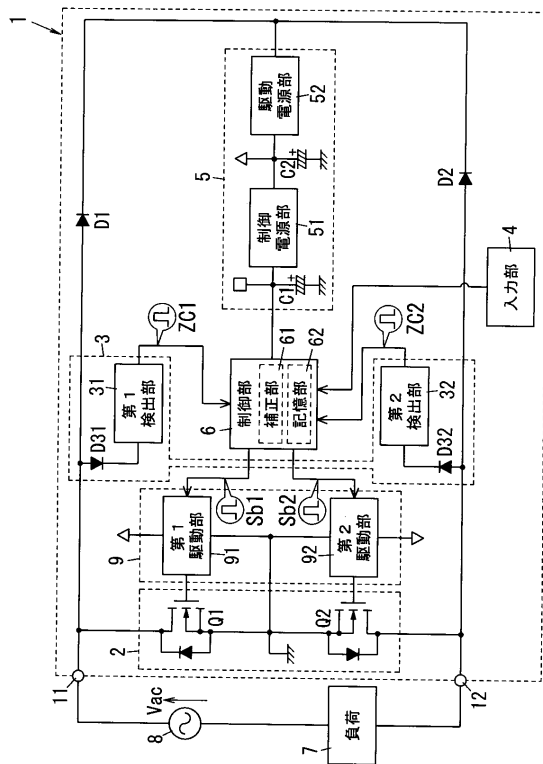 1
D1
5
駆動
電源部
52
C2
+
制御
電源部
51
C1
+
D2
4
入力部
3
ZC1
31
第1
検出部
D31
6
制御部
補正部
61
記憶部
62
ZC2
第2
検出部
32
D32
Sb1
Sb2
9
第1
駆動部
91
第2
駆動部
92
2
Q1
Q2
11
Vac
8
負荷
7
12